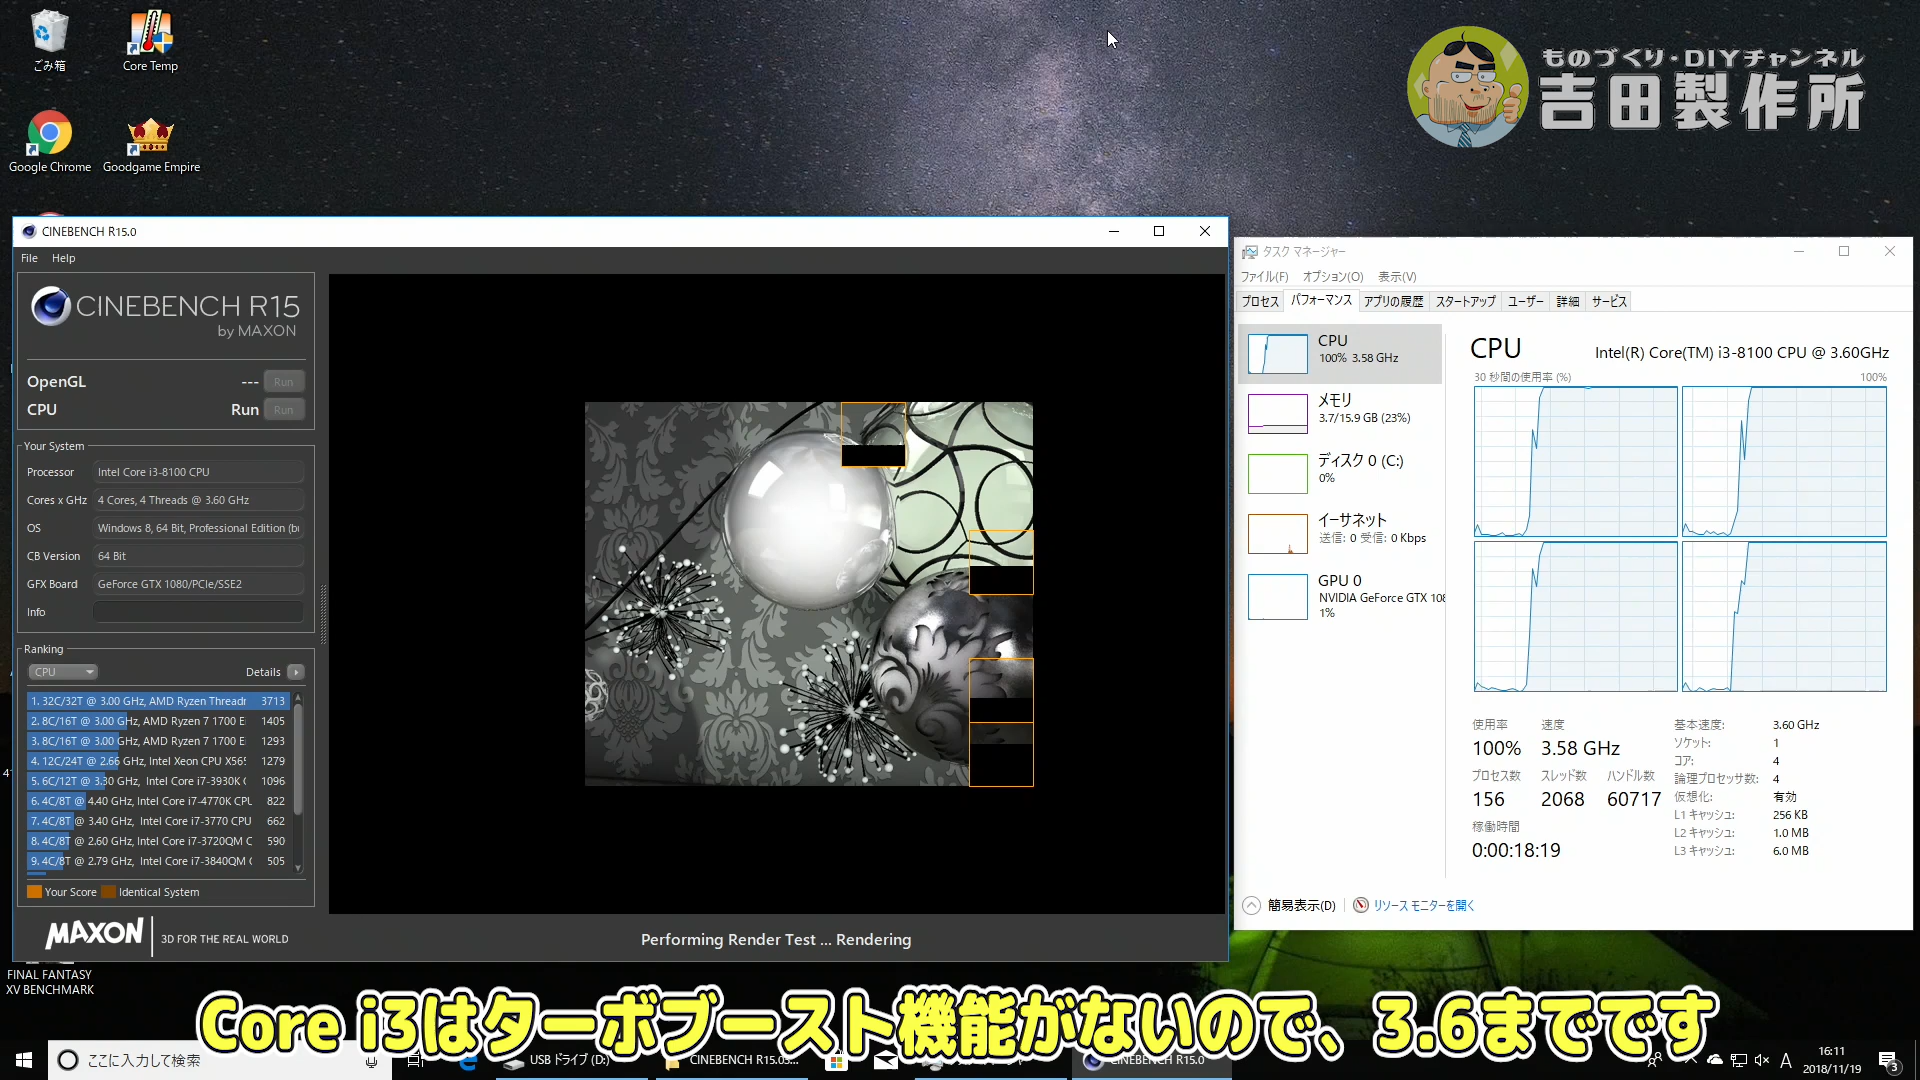 ごみ箱
Core Temp
Google Chrome
Goodgame Empire
ものづくり・DIYチャンネル
吉田製作所
CINEBENCH R15.0
File Help
CINEBENCH R15
by MAXON
OpenGL --- Run
CPU Run Run
Your System
Processor Intel Core i3-8100 CPU
Cores x GHz 4 Cores, 4 Threads @ 3.60 GHz
OS Windows 8, 64 Bit, Professional Edition (bu
CB Version 64 Bit
GFX Board GeForce GTX 1080/PCIe/SSE2
Info
Ranking
CPU Details
1. 32C/32T @ 3.00 GHz, AMD Ryzen Threadr 3713
2. 8C/16T @ 3.00 GHz, AMD Ryzen 7 1700 E 1405
3. 8C/16T @ 3.00 GHz, AMD Ryzen 7 1700 E 1293
4. 12C/24T @ 2.66 GHz, Intel Xeon CPU X565 1279
5. 6C/12T @ 3.30 GHz, Intel Core i7-3930K C 1096
6. 4C/8T @ 4.40 GHz, Intel Core i7-4770K CPU 822
7. 4C/8T @ 3.40 GHz, Intel Core i7-3770 CPU 662
8. 4C/8T @ 2.60 GHz, Intel Core i7-3720QM C 590
9. 4C/8T @ 2.79 GHz, Intel Core i7-3840QM C 505
Your Score Identical System
MAXON 3D FOR THE REAL WORLD
Performing Render Test ... Rendering
タスク マネージャー
ファイル(F) オプション(O) 表示(V)
プロセス パフォーマンス アプリの履歴 スタートアップ ユーザー 詳細 サービス
CPU
100% 3.58 GHz
メモリ
3.7/15.9 GB (23%)
ディスク 0 (C:)
0%
イーサネット
送信: 0 受信: 0 Kbps
GPU 0
NVIDIA GeForce GTX 108
1%
CPU Intel(R) Core(TM) i3-8100 CPU @ 3.60GHz
30 秒間の使用率 (%) 100%
使用率 速度
100% 3.58 GHz
プロセス数 スレッド数 ハンドル数
156 2068 60717
稼働時間
0:00:18:19
基本速度: 3.60 GHz
ソケット: 1
コア: 4
論理プロセッサ数: 4
仮想化: 有効
L1 キャッシュ: 256 KB
L2 キャッシュ: 1.0 MB
L3 キャッシュ: 6.0 MB
簡易表示(D) リソース モニターを開く
FINAL FANTASY
XV BENCHMARK
Core i3はターボブースト機能がないので、3.6までです
ここに入力して検索
USB ドライブ (D:)
CINEBENCH R15.03...
CINEBENCH R15.0
A
16:11
2018/11/19
3